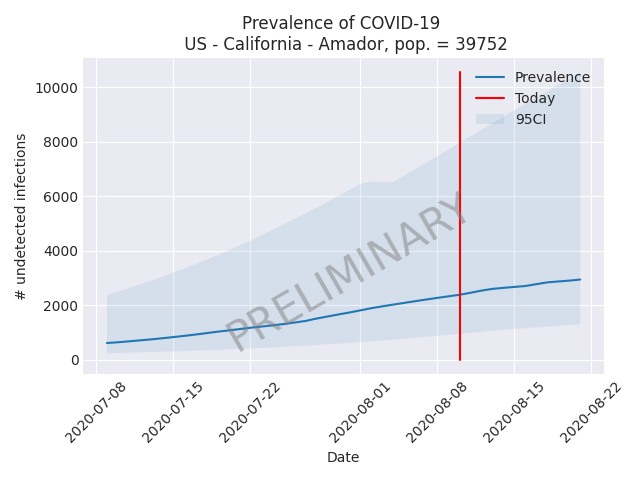 Prevalence of COVID-19
US - California - Amador, pop. = 39752
Prevalence
Today
95CI
10000
8000
6000
4000
2000
0
# undetected infections
PRELIMINARY
2020-07-08
2020-07-15
2020-07-22
2020-08-01
2020-08-08
2020-08-15
2020-08-22
Date